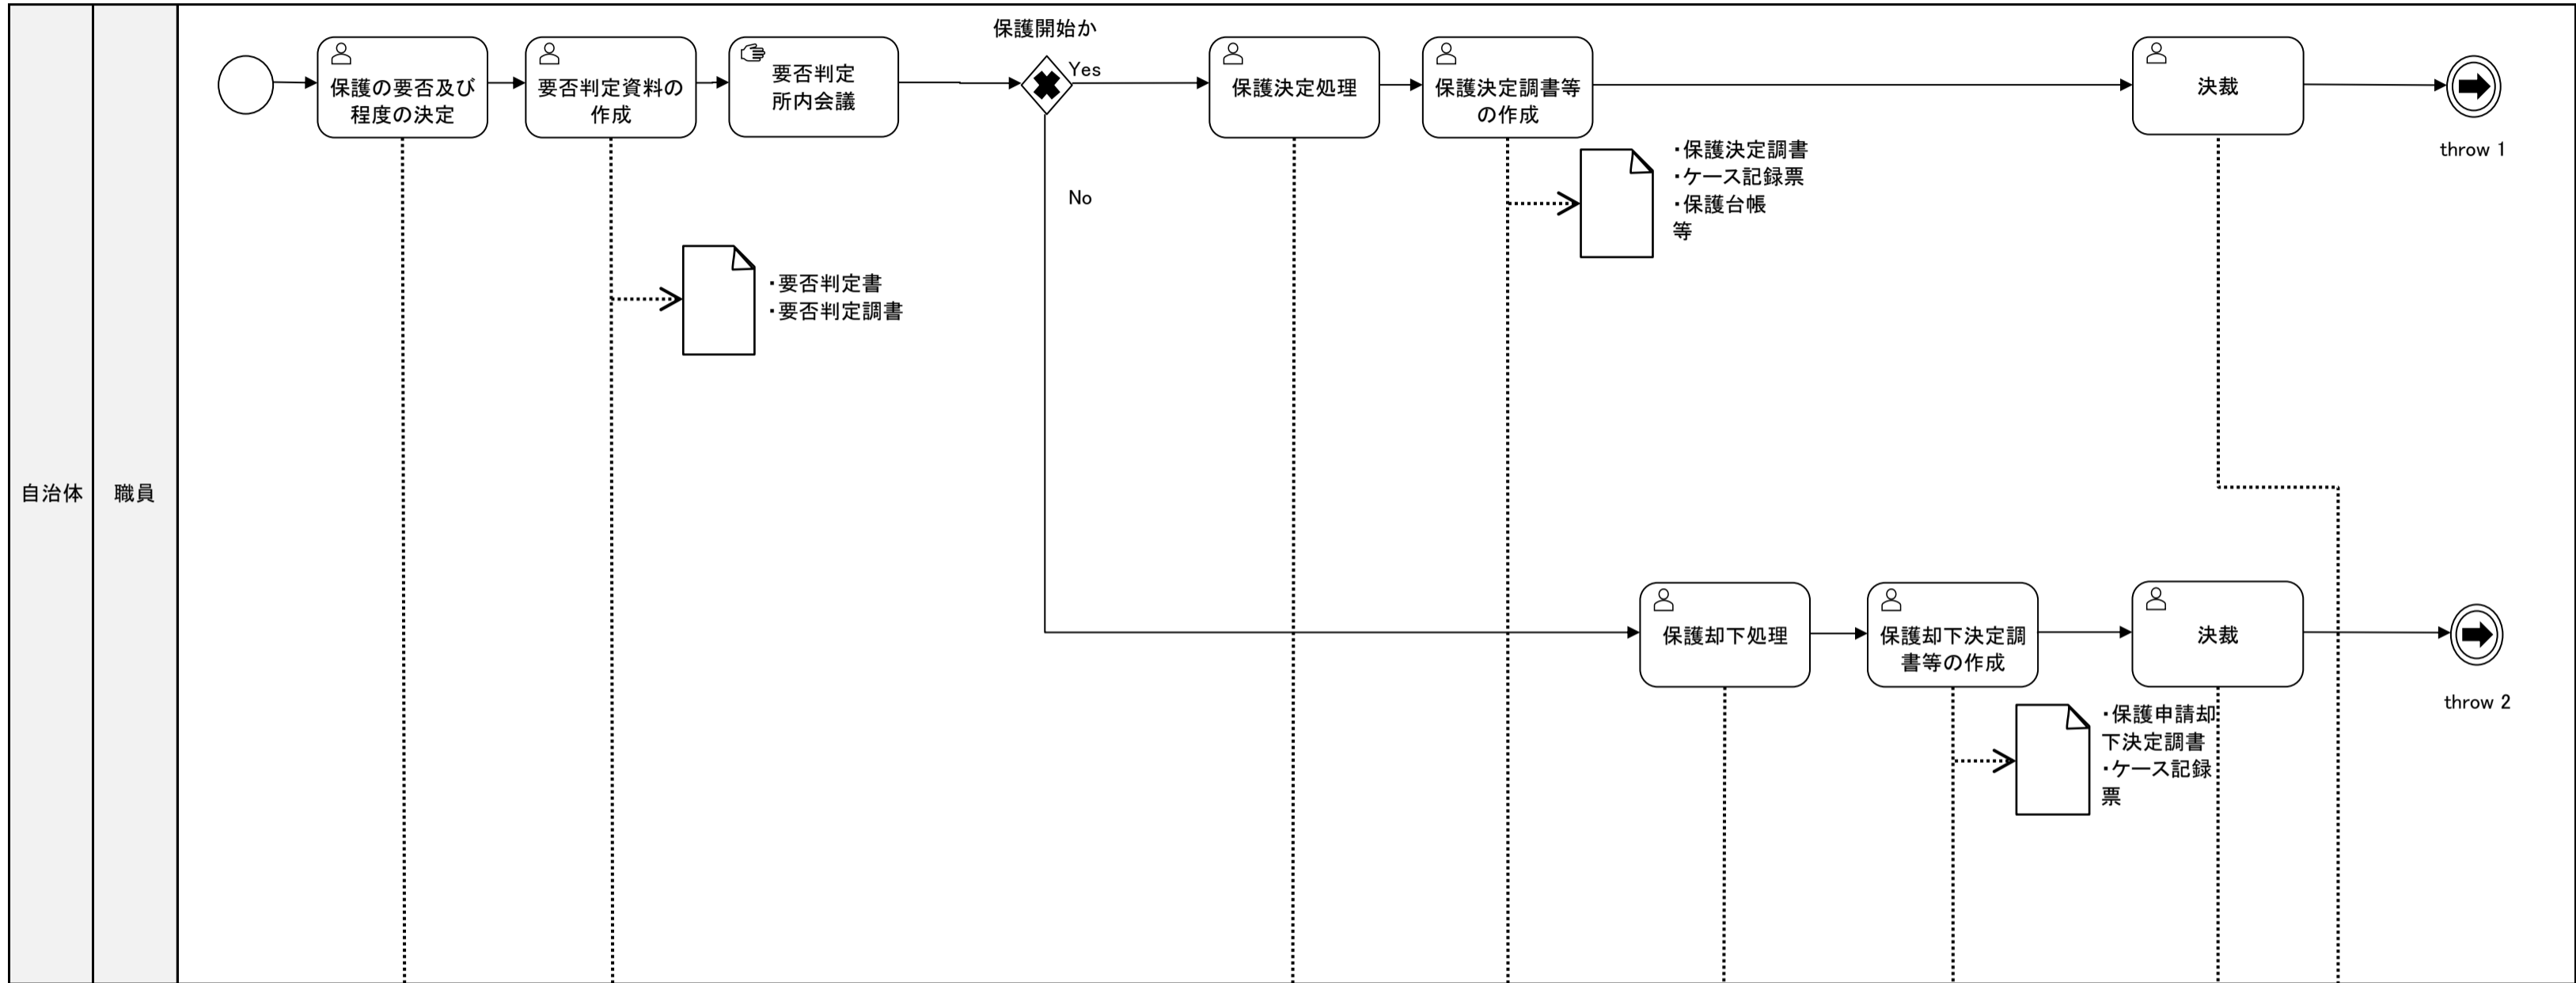 自治体
職員
保護の要否及び
程度の決定
要否判定資料の
作成
・要否判定書
・要否判定調書
要否判定
所内会議
保護開始か
Yes
No
保護決定処理
保護決定調書等
の作成
・保護決定調書
・ケース記録票
・保護台帳
等
決裁
throw 1
保護却下処理
保護却下決定調
書等の作成
・保護申請却
下決定調書
・ケース記録
票
決裁
throw 2